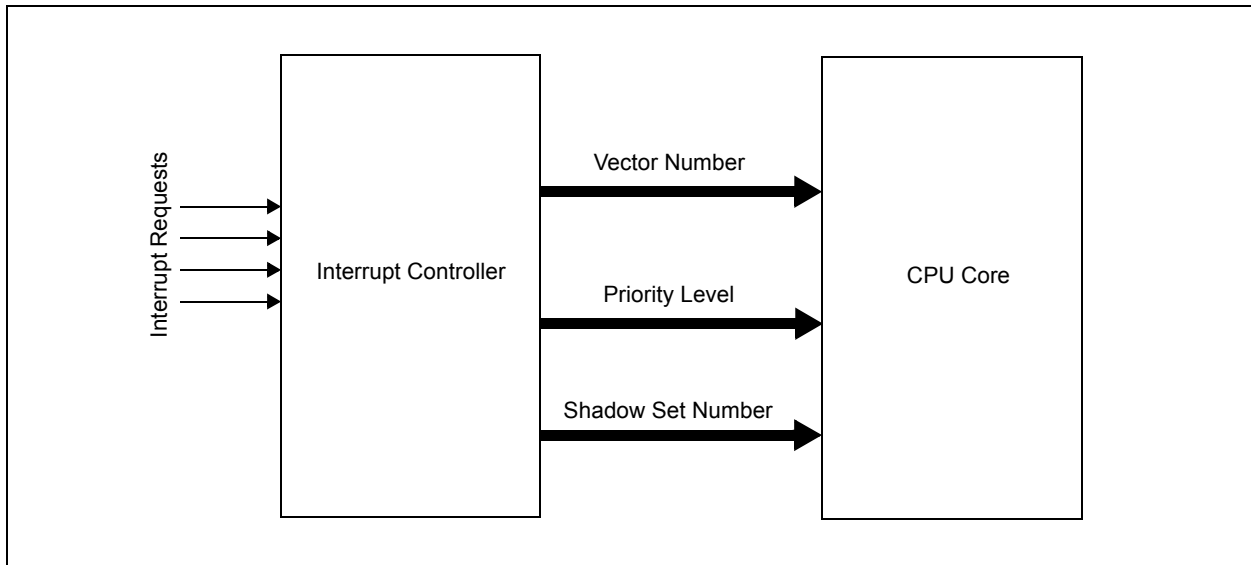 Interrupt Requests
Interrupt Controller
Vector Number
Priority Level
Shadow Set Number
CPU Core